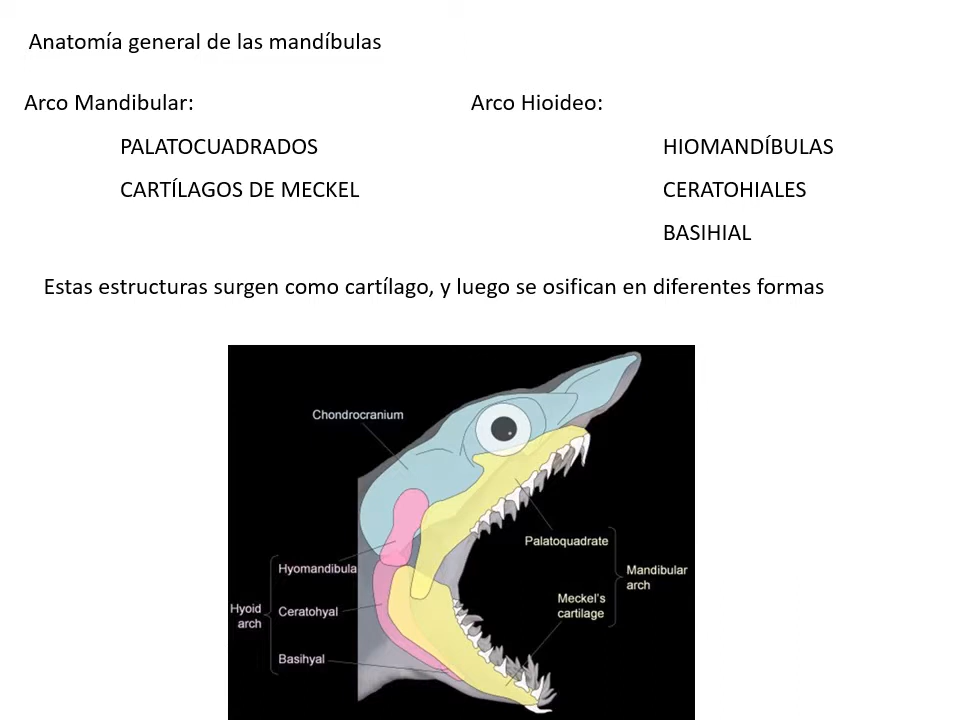 Anatomía general de las mandíbulas
Arco Mandibular:
PALATOCUADRADOS
CARTÍLAGOS DE MECKEL
Arco Hioideo:
HIOMANDÍBULAS
CERATOHIALES
BASIHIAL
Estas estructuras surgen como cartílago, y luego se osifican en diferentes formas
Chondrocranium
Palatoquadrate
Mandibular
arch
Meckel's
cartilage
Hyomandibula
Hyoid
arch
Ceratohyal
Basihyal